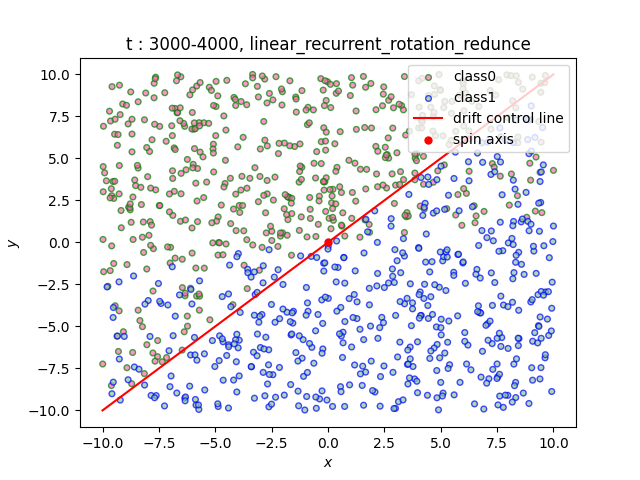 t : 3000-4000, linear_recurrent_rotation_redunce
class0
class1
drift control line
spin axis
10.0
7.5
5.0
2.5
0.0
−2.5
−5.0
−7.5
−10.0
y
−10.0 −7.5 −5.0 −2.5 0.0 2.5 5.0 7.5 10.0
x